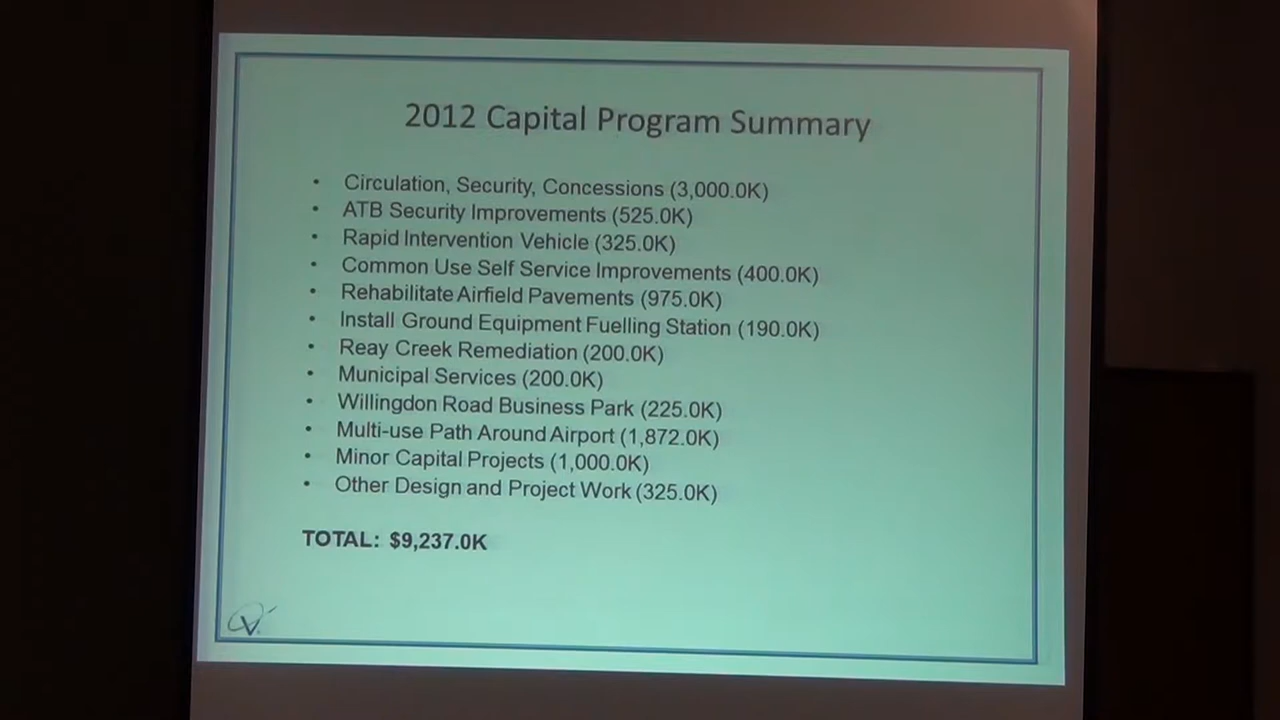 2012 Capital Program Summary
• Circulation, Security, Concessions (3,000.0K)
• ATB Security Improvements (525.0K)
• Rapid Intervention Vehicle (325.0K)
• Common Use Self Service Improvements (400.0K)
• Rehabilitate Airfield Pavements (975.0K)
• Install Ground Equipment Fuelling Station (190.0K)
• Reay Creek Remediation (200.0K)
• Municipal Services (200.0K)
• Willingdon Road Business Park (225.0K)
• Multi-use Path Around Airport (1,872.0K)
• Minor Capital Projects (1,000.0K)
• Other Design and Project Work (325.0K)
TOTAL: $9,237.0K